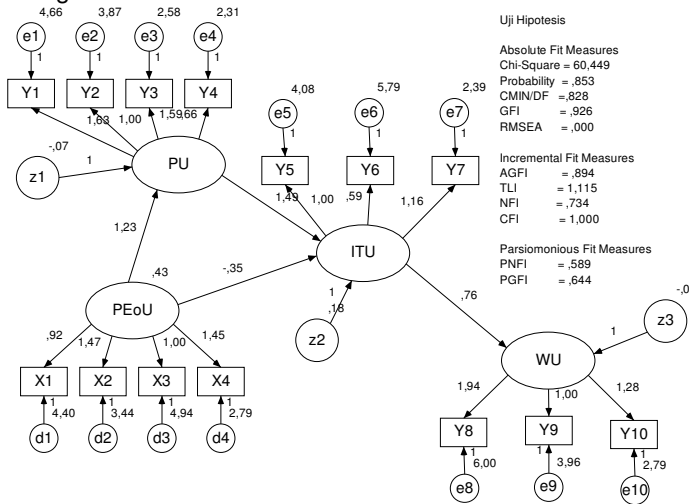 4,66 3,87 2,58 2,31
e1 e2 e3 e4
1 1 1 1
Y1 Y2 Y3 Y4
1,63 1,00 1,59 ,66
-,07
z1 1
PU
4,08 5,79 2,39
e5 e6 e7
1 1 1
Y5 Y6 Y7
1,49 1,00 ,59 1,16
1,23
ITU
,43 -,35
PEoU
1
,18
z2
,76
,92 1,47 1,00 1,45
X1 X2 X3 X4
1 1 1 1
4,40 3,44 4,94 2,79
d1 d2 d3 d4
-,0
z3
1
WU
1,94 1,00 1,28
Y8 Y9 Y10
1 1 1
6,00 3,96 2,79
e8 e9 e10
Uji Hipotesis
Absolute Fit Measures
Chi-Square = 60,449
Probability = ,853
CMIN/DF =,828
GFI = ,926
RMSEA = ,000
Incremental Fit Measures
AGFI = ,894
TLI = 1,115
NFI = ,734
CFI = 1,000
Parsiomonious Fit Measures
PNFI = ,589
PGFI = ,644